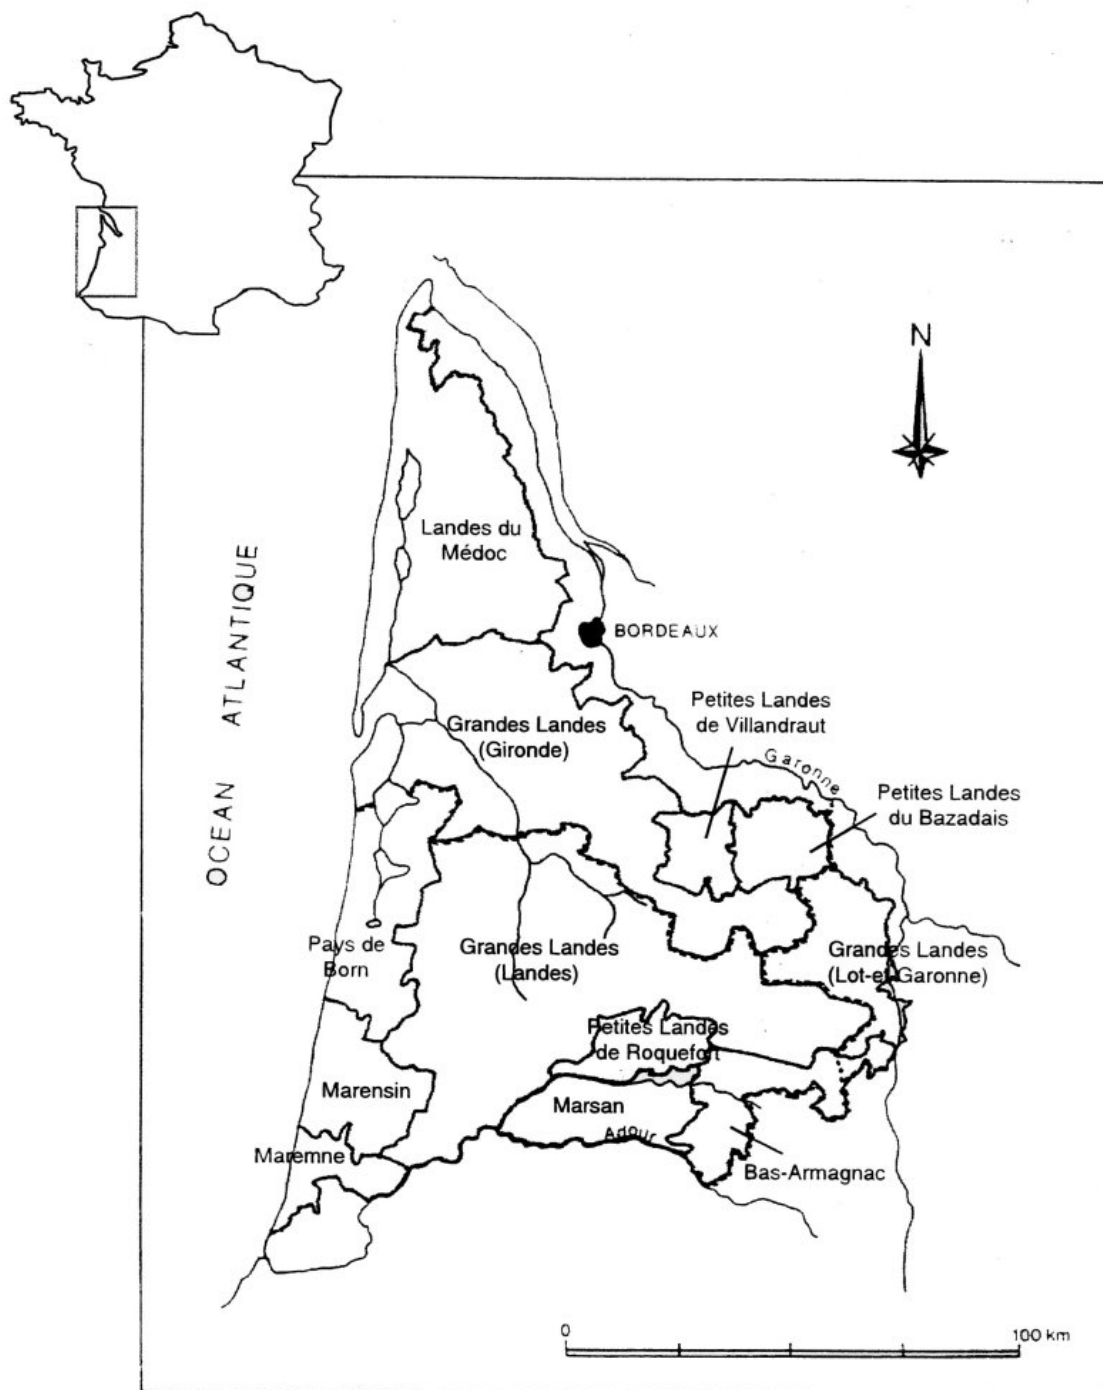 N
Landes du
Médoc
OCEAN ATLANTIQUE
BORDEAUX
Petites Landes
de Villandraut
Grandes Landes
(Gironde)
Garonne
Petites Landes
du Bazadais
Pays de
Born
Grandes Landes
(Landes)
Grandes Landes
(Lot-et-Garonne)
Petites Landes
de Roquefort
Marensin
Marsan
Adour
Maremne
Bas-Armagnac
0
100 km